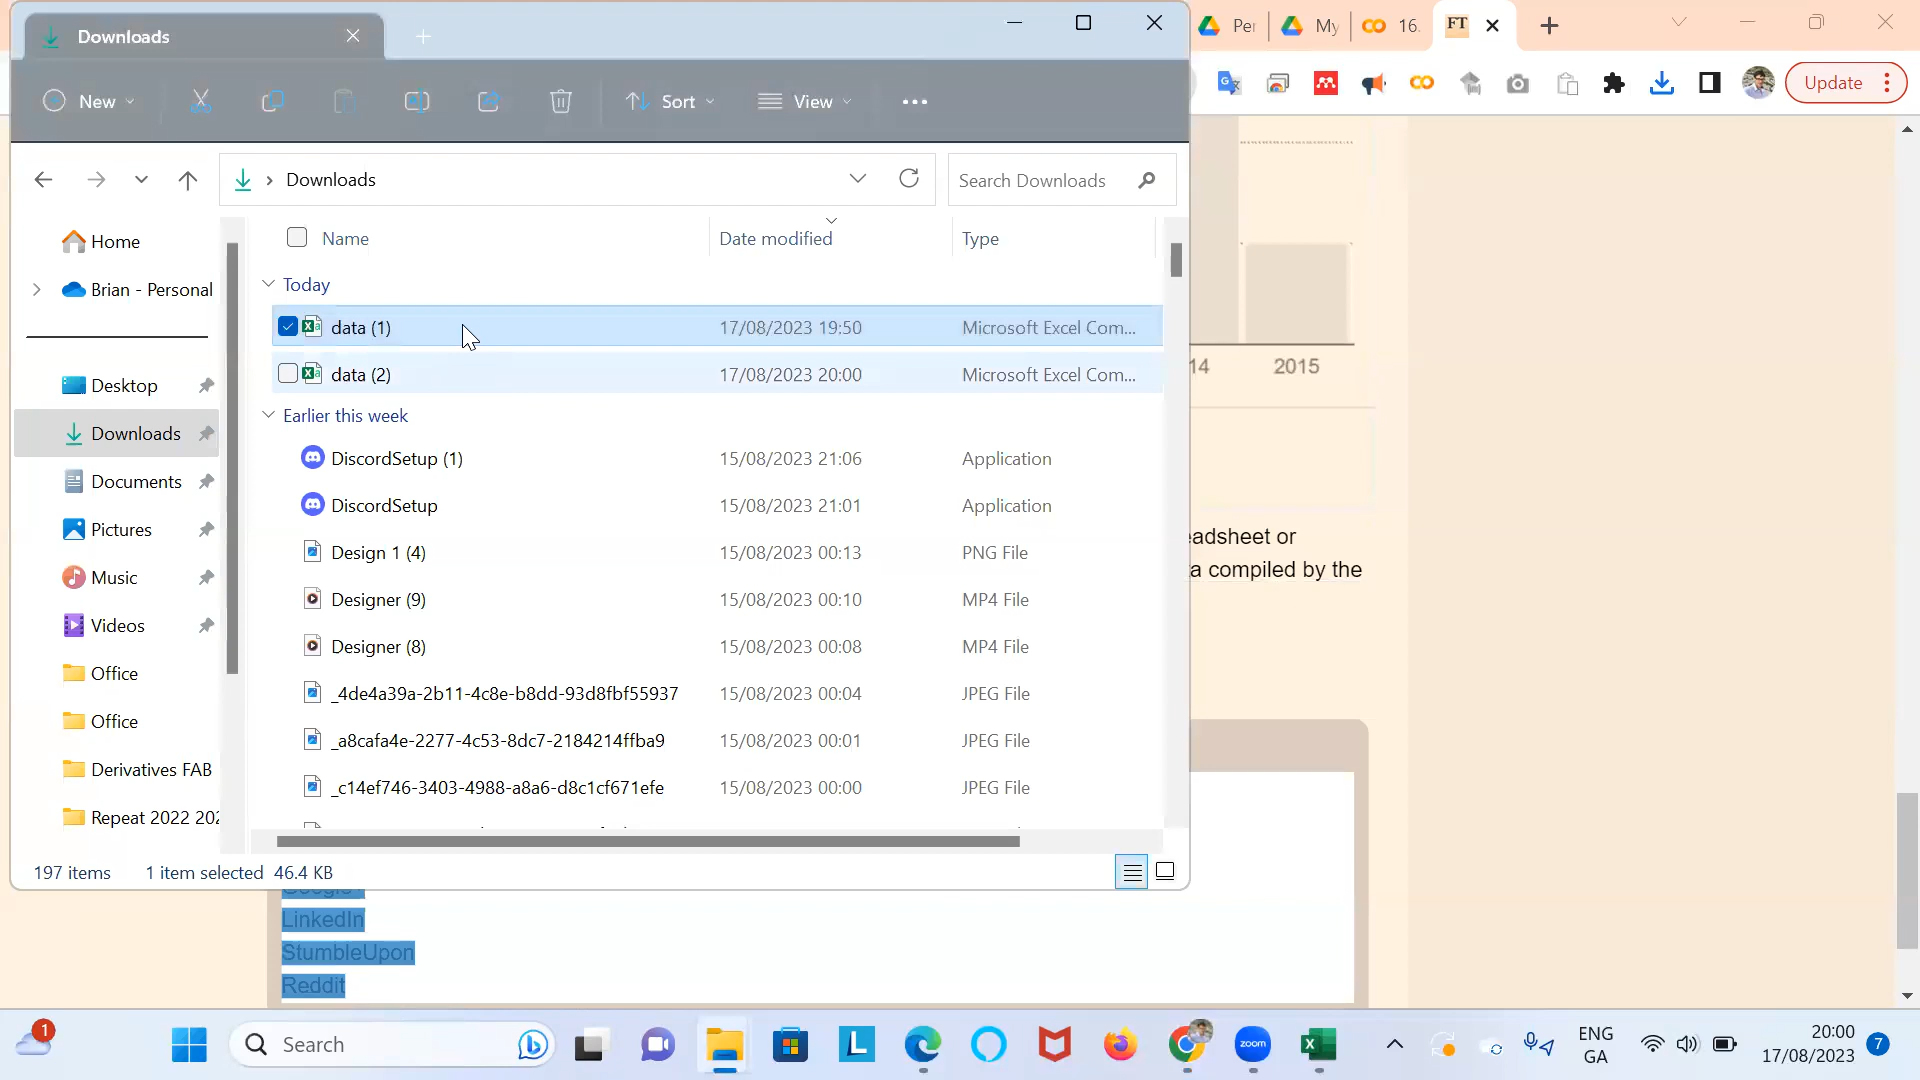 Downloads
Per
My
16.
FT
New
Sort
View
Update
Downloads
Search Downloads
Home
Brian - Personal
Desktop
Downloads
Documents
Pictures
Music
Videos
Office
Office
Derivatives FAB
Repeat 2022 202
Name
Date modified
Type
Today
data (1) 17/08/2023 19:50 Microsoft Excel Com...
data (2) 17/08/2023 20:00 Microsoft Excel Com...
Earlier this week
DiscordSetup (1) 15/08/2023 21:06 Application
DiscordSetup 15/08/2023 21:01 Application
Design 1 (4) 15/08/2023 00:13 PNG File
Designer (9) 15/08/2023 00:10 MP4 File
Designer (8) 15/08/2023 00:08 MP4 File
_4de4a39a-2b11-4c8e-b8dd-93d8fbf55937 15/08/2023 00:04 JPEG File
_a8cafa4e-2277-4c53-8dc7-2184214ffba9 15/08/2023 00:01 JPEG File
_c14ef746-3403-4988-a8a6-d8c1cf671efe 15/08/2023 00:00 JPEG File
197 items 1 item selected 46.4 KB
14 2015
eadsheet or
a compiled by the
LinkedIn
StumbleUpon
Reddit
1
Search
L
zoom
ENG
GA
20:00
17/08/2023
7